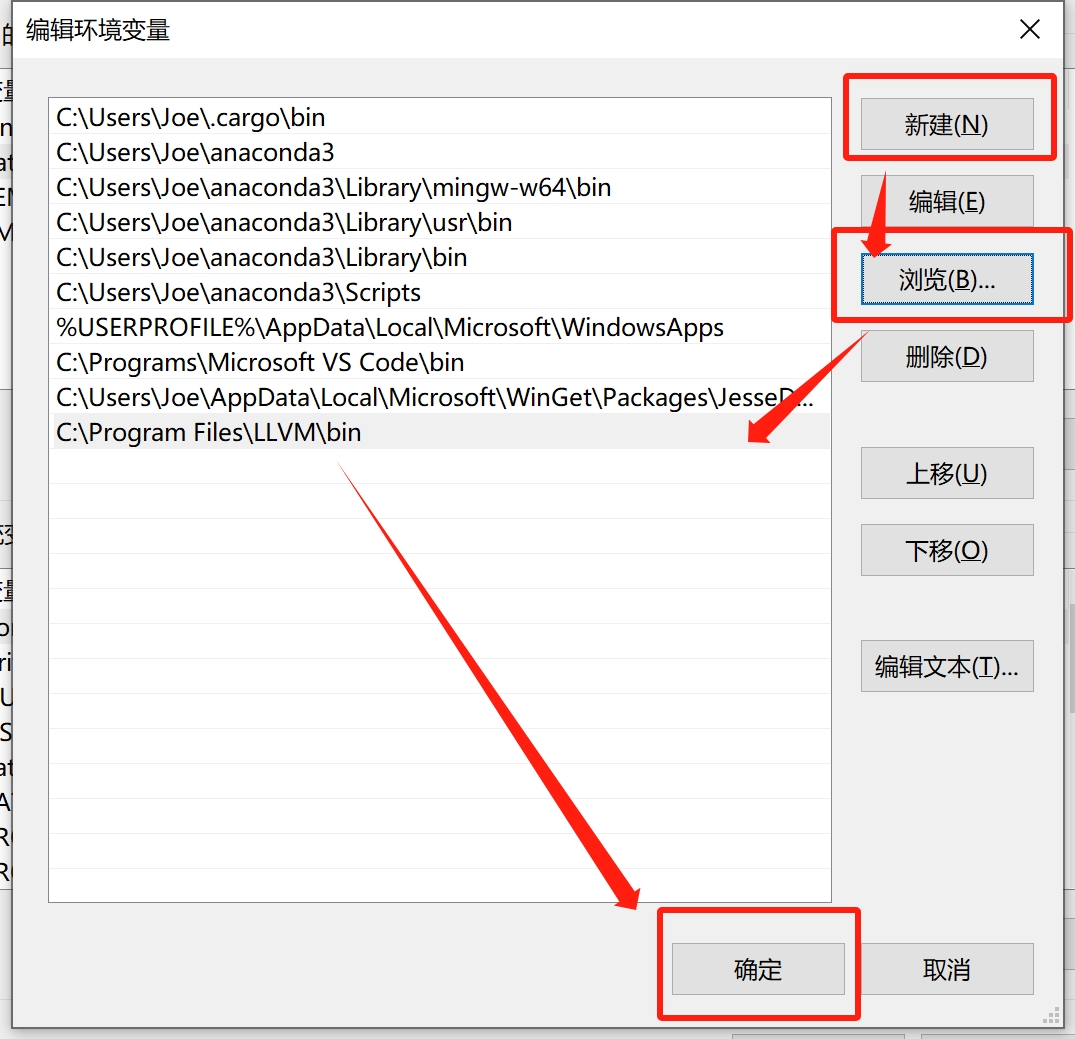 编辑环境变量
C:\Users\Joe\.cargo\bin
C:\Users\Joe\anaconda3
C:\Users\Joe\anaconda3\Library\mingw-w64\bin
C:\Users\Joe\anaconda3\Library\usr\bin
C:\Users\Joe\anaconda3\Library\bin
C:\Users\Joe\anaconda3\Scripts
%USERPROFILE%\AppData\Local\Microsoft\WindowsApps
C:\Programs\Microsoft VS Code\bin
C:\Users\Joe\AppData\Local\Microsoft\WinGet\Packages\JesseD...
C:\Program Files\LLVM\bin
新建(N)
编辑(E)
浏览(B)...
删除(D)
上移(U)
下移(O)
编辑文本(T)...
确定
取消